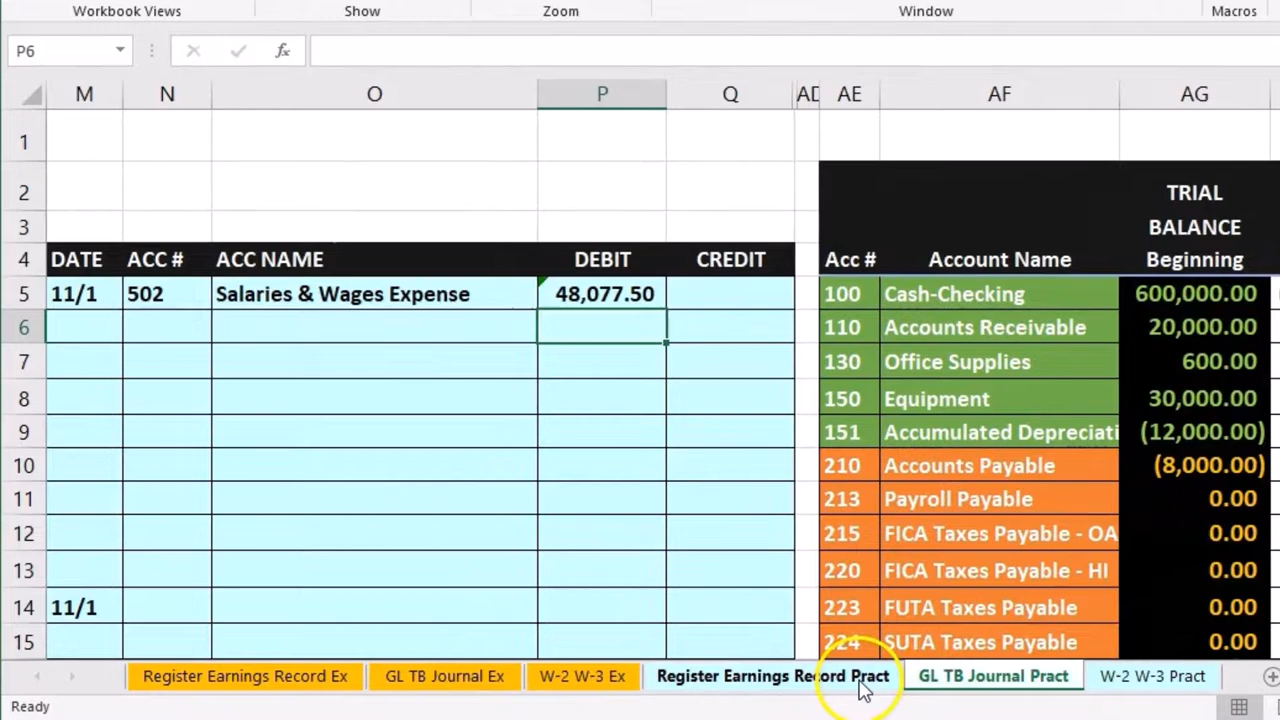 Workbook Views Show Zoom Window Macros
P6
M N O P Q AD AE AF AG
1
2 TRIAL
3 BALANCE
4 DATE ACC # ACC NAME DEBIT CREDIT Acc # Account Name Beginning
5 11/1 502 Salaries & Wages Expense 48,077.50 100 Cash-Checking 600,000.00
6 110 Accounts Receivable 20,000.00
7 130 Office Supplies 600.00
8 150 Equipment 30,000.00
9 151 Accumulated Depreciati (12,000.00)
10 210 Accounts Payable (8,000.00)
11 213 Payroll Payable 0.00
12 215 FICA Taxes Payable - OA 0.00
13 220 FICA Taxes Payable - HI 0.00
14 11/1 223 FUTA Taxes Payable 0.00
15 224 SUTA Taxes Payable 0.00
Register Earnings Record Ex GL TB Journal Ex W-2 W-3 Ex Register Earnings Record Pract GL TB Journal Pract W-2 W-3 Pract
Ready